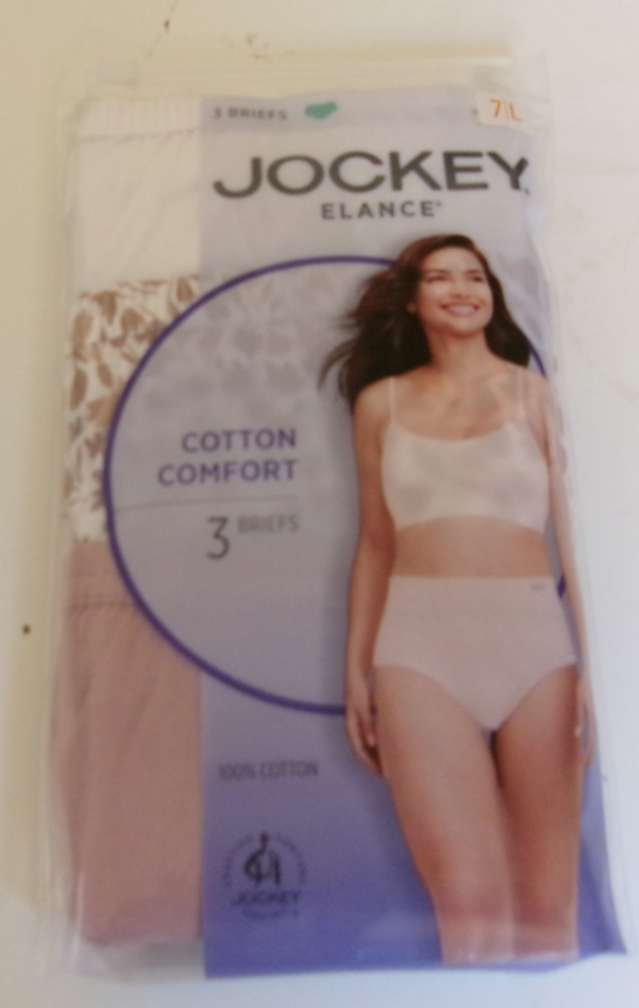 3 BRIEFS
7/L
JOCKEY
ELANCE®
COTTON
COMFORT
3 BRIEFS
100% COTTON
JOCKEY